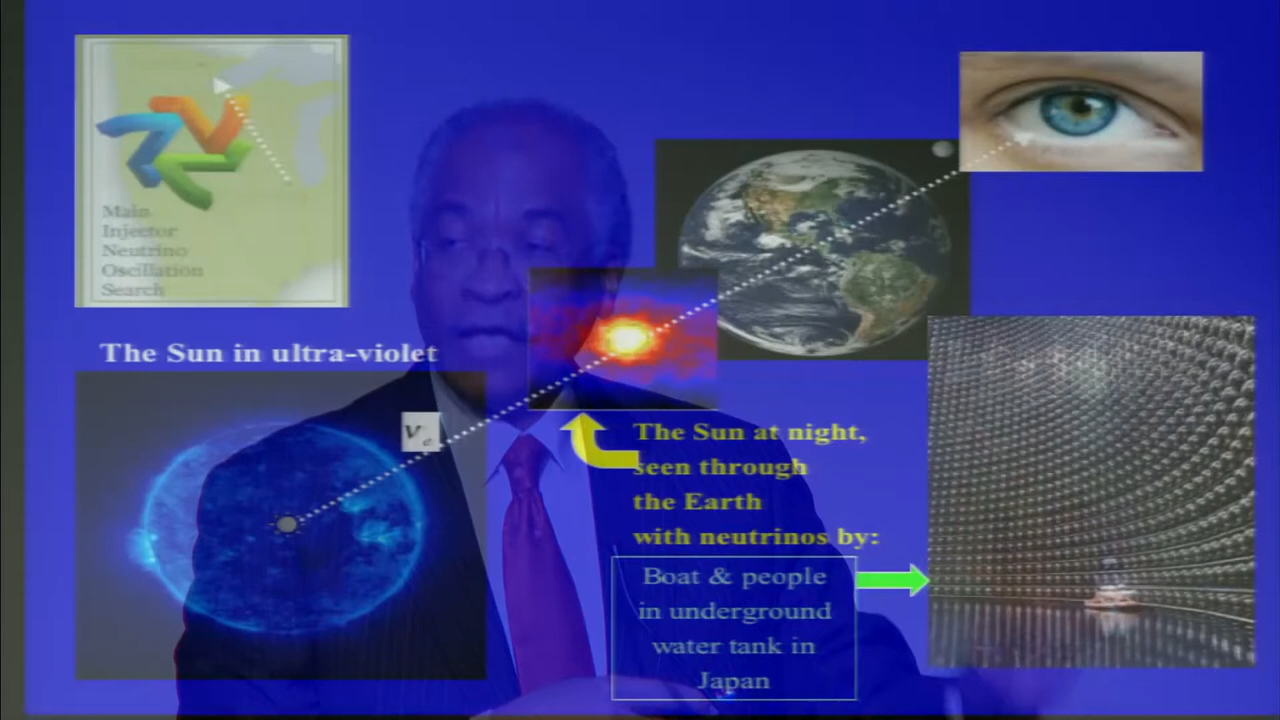 Main
Injector
Neutrino
Oscillation
Search
The Sun in ultra-violet
νe
The Sun at night,
seen through
the Earth
with neutrinos by:
Boat & people
in underground
water tank in
Japan